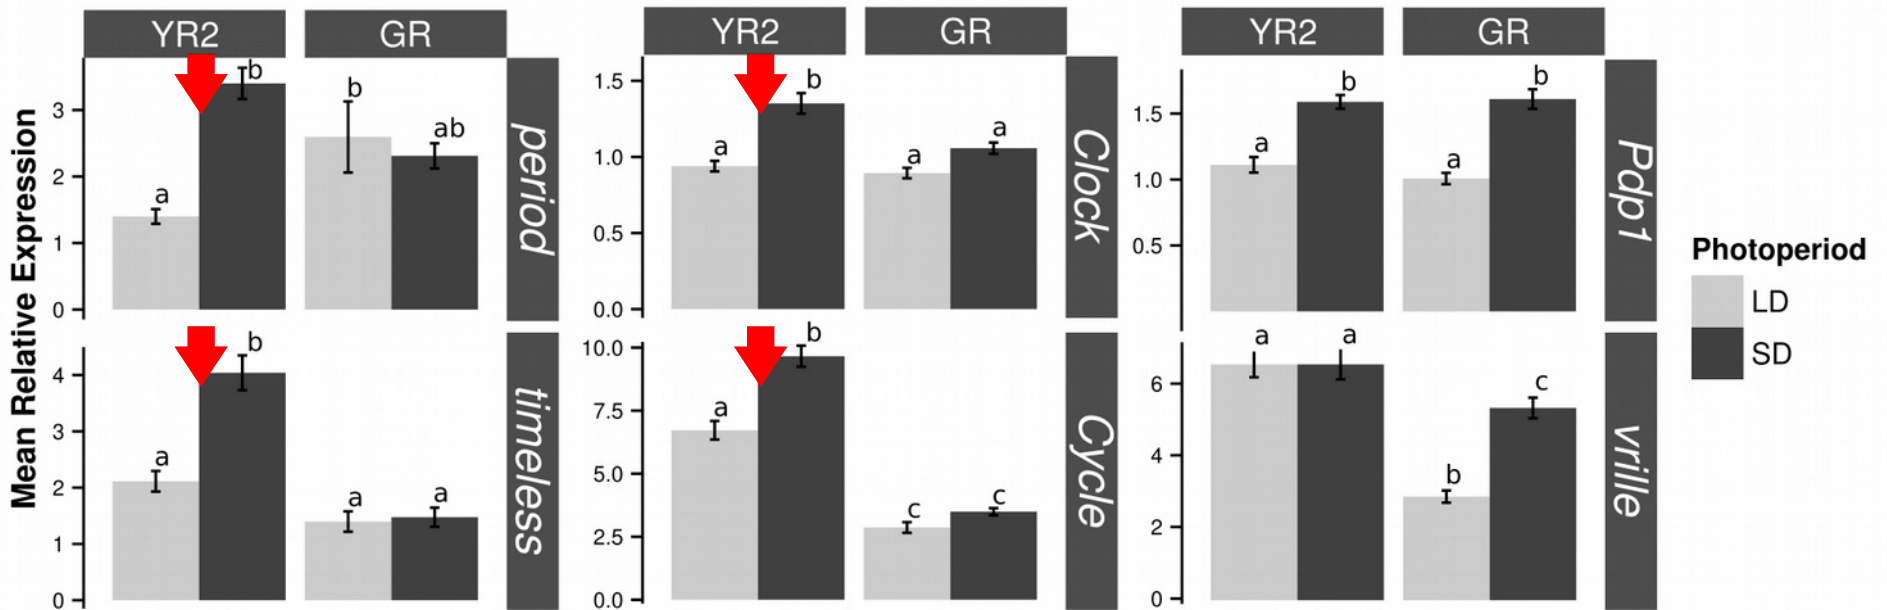 YR2 GR
YR2 GR
YR2 GR
Mean Relative Expression
3
2
1
0
a
b
b
ab
period
1.5
1.0
0.5
0.0
a
b
a
a
Clock
1.5
1.0
0.5
a
b
a
b
Pdp1
4
3
2
1
0
a
b
a
a
timeless
10.0
7.5
5.0
2.5
0.0
a
b
c
c
Cycle
6
4
2
0
a
a
b
c
vrille
Photoperiod
LD
SD